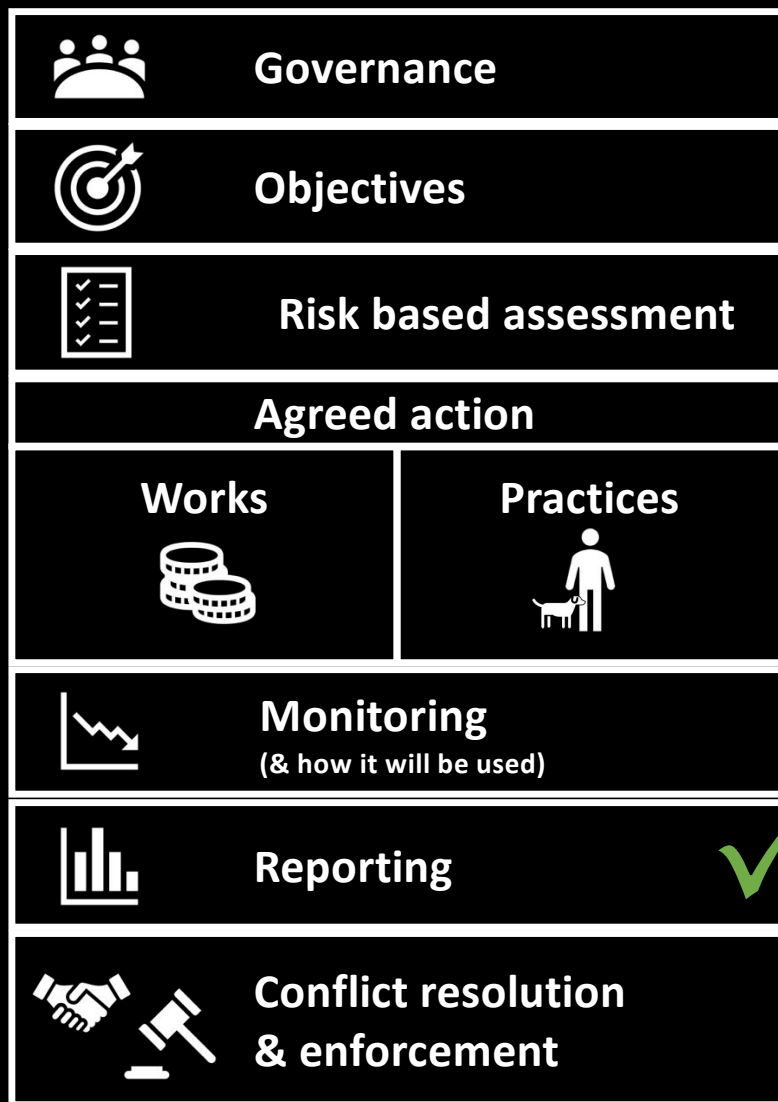 Governance
Objectives
Risk based assessment
Agreed action
Works
Practices
Monitoring
(& how it will be used)
Reporting
Conflict resolution
& enforcement